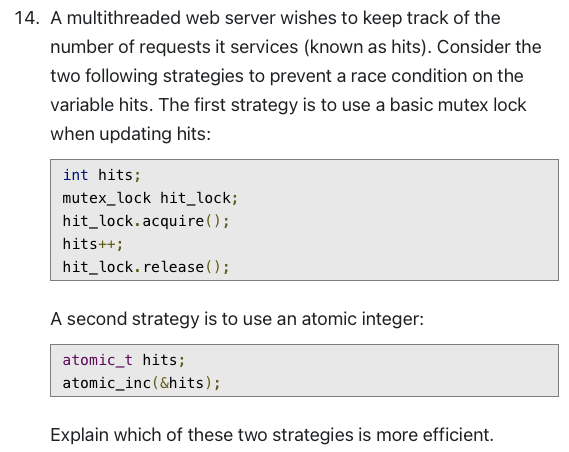 14. A multithreaded web server wishes to keep track of the
number of requests it services (known as hits). Consider the
two following strategies to prevent a race condition on the
variable hits. The first strategy is to use a basic mutex lock
when updating hits:
int hits;
mutex_lock hit_lock;
hit_lock.acquire();
hits++;
hit_lock.release();
A second strategy is to use an atomic integer:
atomic_t hits;
atomic_inc(&hits);
Explain which of these two strategies is more efficient.